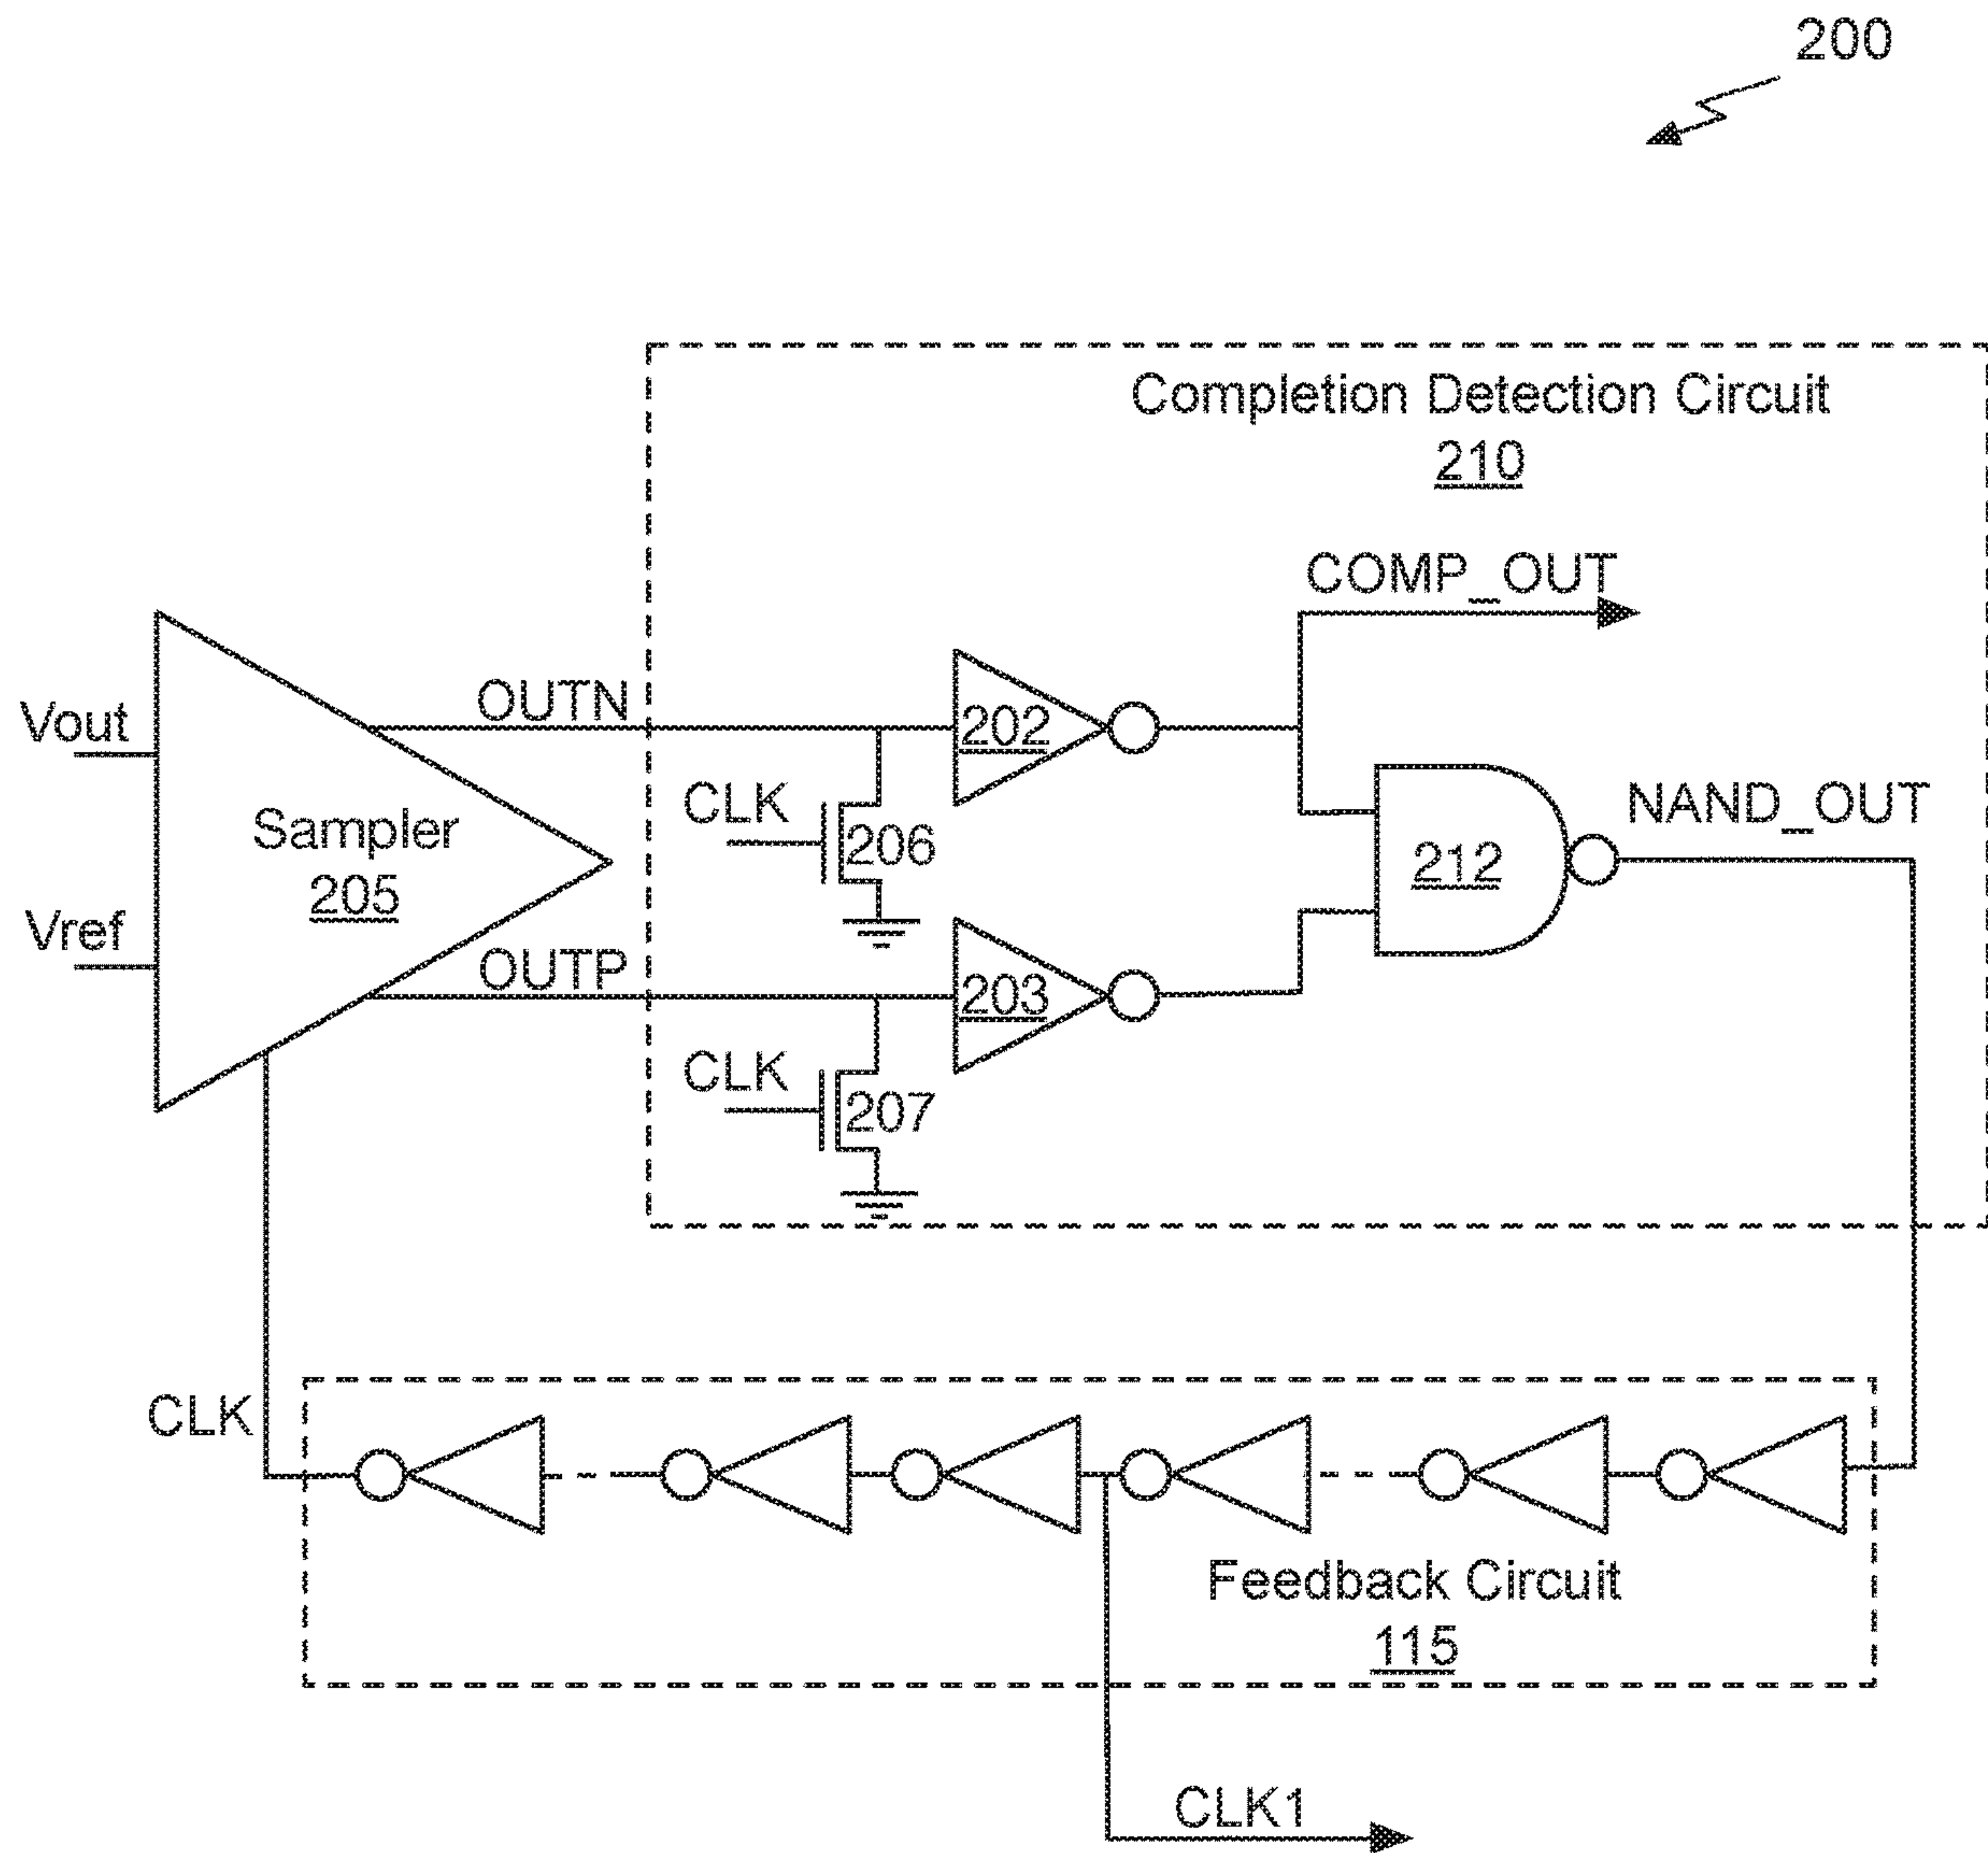 200
Completion Detection Circuit
210
COMP_OUT
OUTN
Vout
202
CLK
206
NAND_OUT
Sampler
205
212
Vref
OUTP
203
CLK
207
CLK
Feedback Circuit
115
CLK1